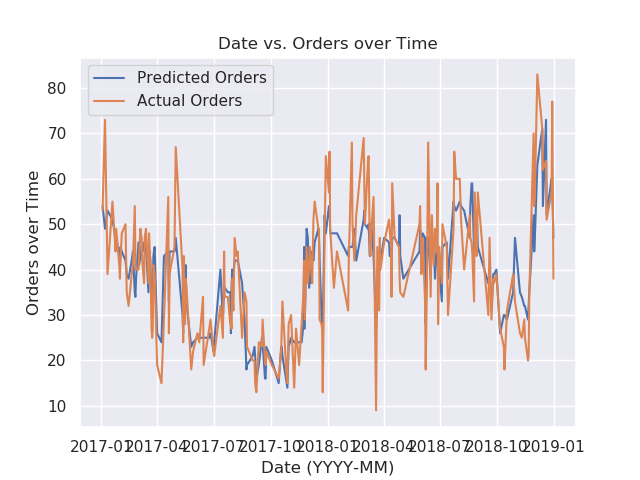 Date vs. Orders over Time
Predicted Orders
Actual Orders
Orders over Time
80
70
60
50
40
30
20
10
2017-01 2017-04 2017-07 2017-10 2018-01 2018-04 2018-07 2018-10 2019-01
Date (YYYY-MM)